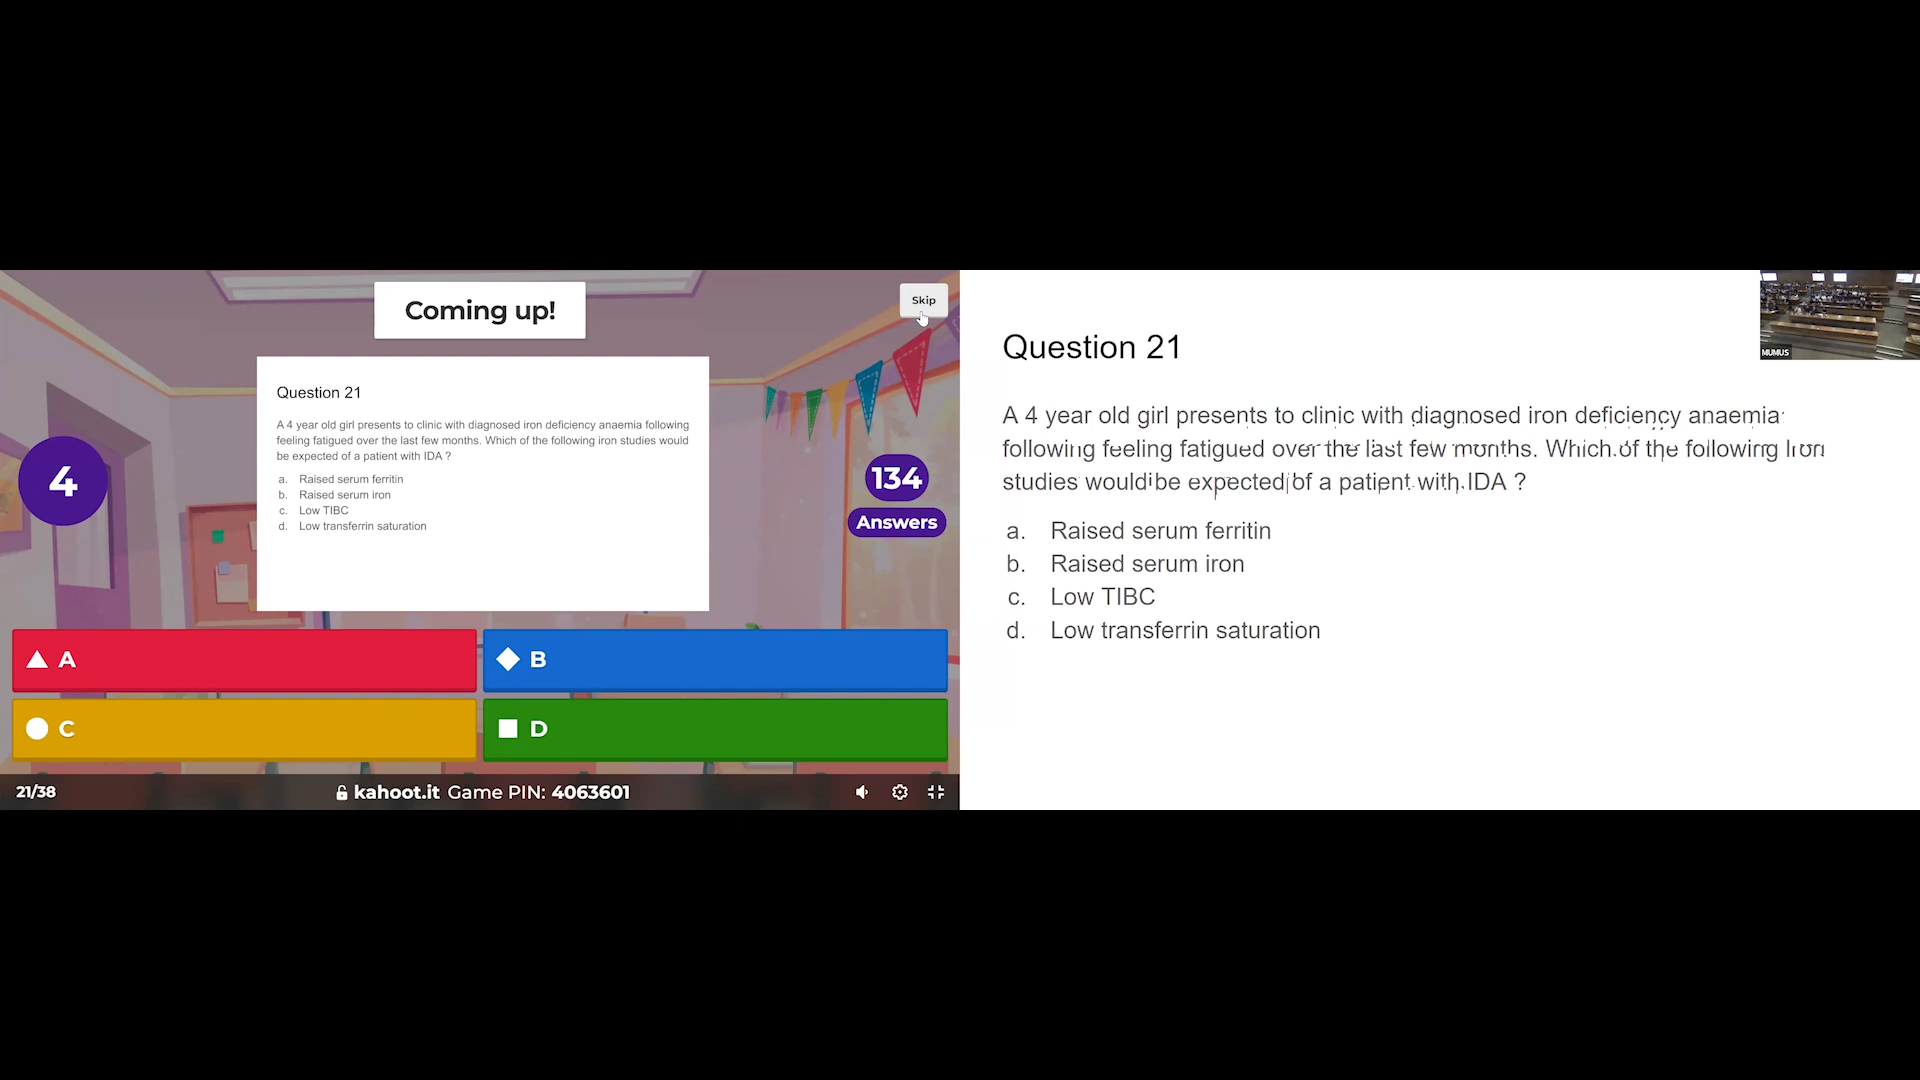 Coming up!
Skip
Question 21
A 4 year old girl presents to clinic with diagnosed iron deficiency anaemia following
feeling fatigued over the last few months. Which of the following iron studies would
be expected of a patient with IDA ?
a. Raised serum ferritin
b. Raised serum iron
c. Low TIBC
d. Low transferrin saturation
4
134
Answers
A
B
C
D
21/38
kahoot.it Game PIN: 4063601
MUMUS
Question 21
A 4 year old girl presents to clinic with diagnosed iron deficiency anaemia
following feeling fatigued over the last few months. Which of the following Iron
studies would be expected of a patient with IDA ?
a. Raised serum ferritin
b. Raised serum iron
c. Low TIBC
d. Low transferrin saturation